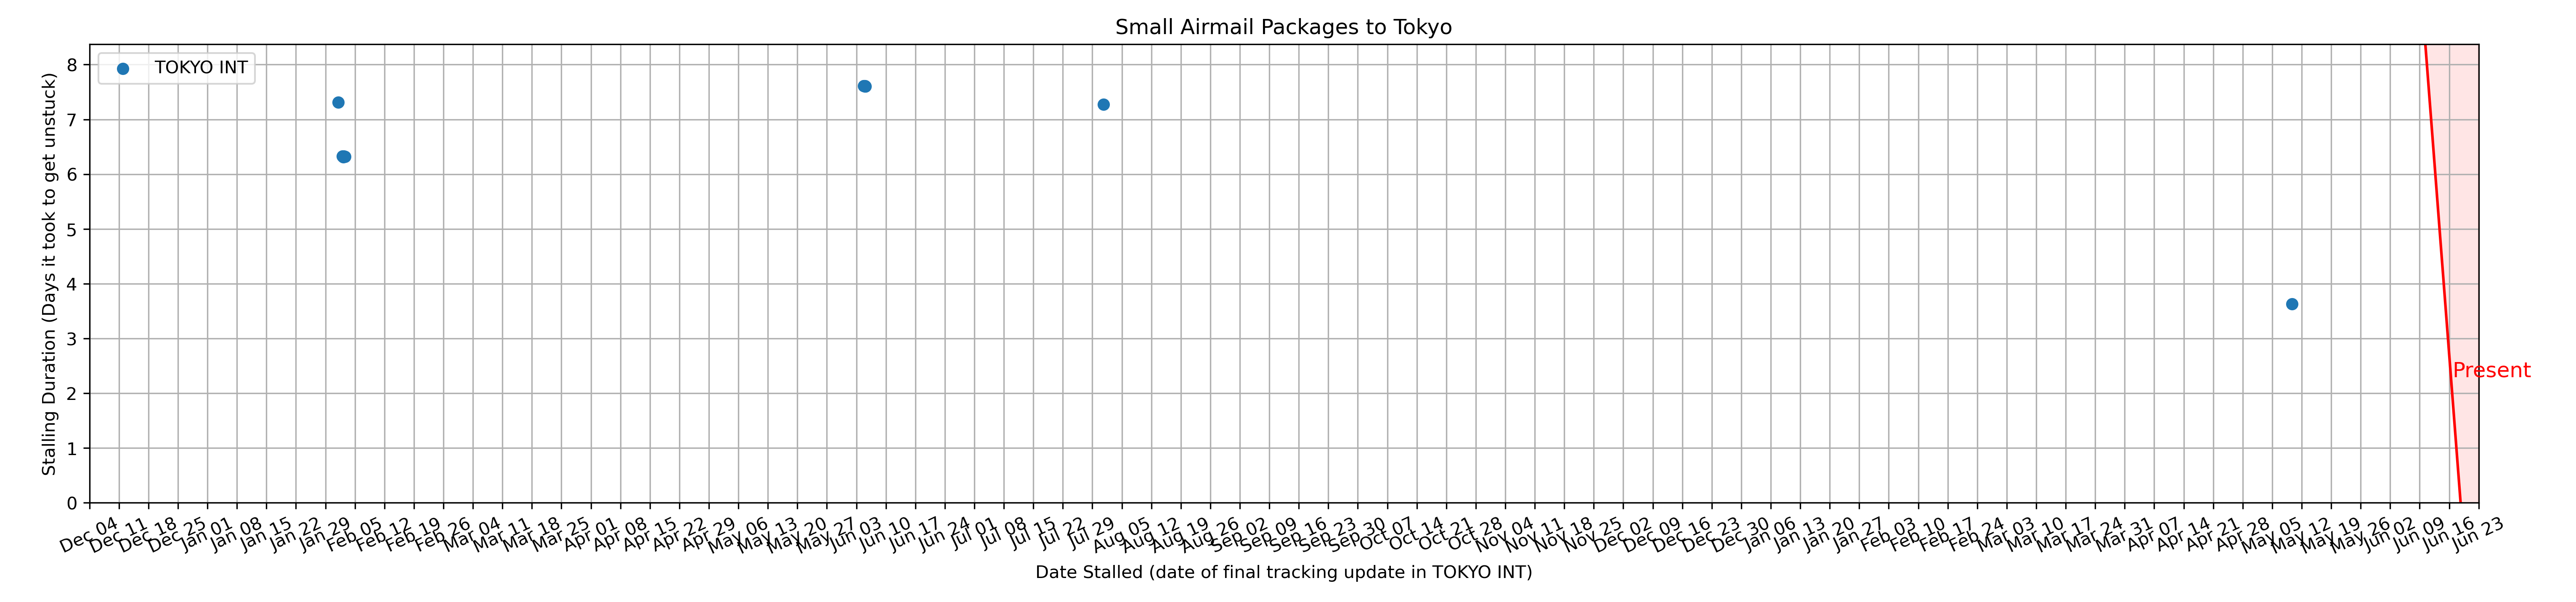 Small Airmail Packages to Tokyo
TOKYO INT
Stalling Duration (Days it took to get unstuck)
8
7
6
5
4
3
2
1
0
Present
Dec 04
Dec 11
Dec 18
Dec 25
Jan 01
Jan 08
Jan 15
Jan 22
Jan 29
Feb 05
Feb 12
Feb 19
Feb 26
Mar 04
Mar 11
Mar 18
Mar 25
Apr 01
Apr 08
Apr 15
Apr 22
Apr 29
May 06
May 13
May 20
May 27
Jun 03
Jun 10
Jun 17
Jun 24
Jul 01
Jul 08
Jul 15
Jul 22
Jul 29
Aug 05
Aug 12
Aug 19
Aug 26
Sep 02
Sep 09
Sep 16
Sep 23
Sep 30
Oct 07
Oct 14
Oct 21
Oct 28
Nov 04
Nov 11
Nov 18
Nov 25
Dec 02
Dec 09
Dec 16
Dec 23
Dec 30
Jan 06
Jan 13
Jan 20
Jan 27
Feb 03
Feb 10
Feb 17
Feb 24
Mar 03
Mar 10
Mar 17
Mar 24
Mar 31
Apr 07
Apr 14
Apr 21
Apr 28
May 05
May 12
May 19
May 26
Jun 02
Jun 09
Jun 16
Jun 23
Date Stalled (date of final tracking update in TOKYO INT)